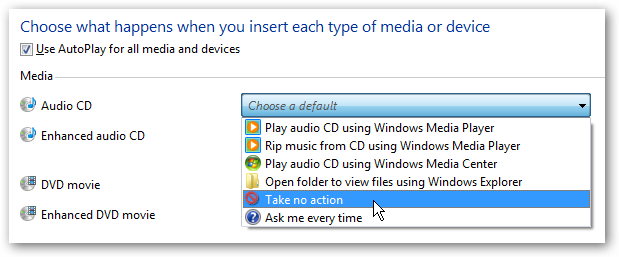 Choose what happens when you insert each type of media or device
Use AutoPlay for all media and devices
Media
Audio CD
Choose a default
Play audio CD using Windows Media Player
Rip music from CD using Windows Media Player
Play audio CD using Windows Media Center
Open folder to view files using Windows Explorer
Take no action
Ask me every time
Enhanced audio CD
DVD movie
Enhanced DVD movie